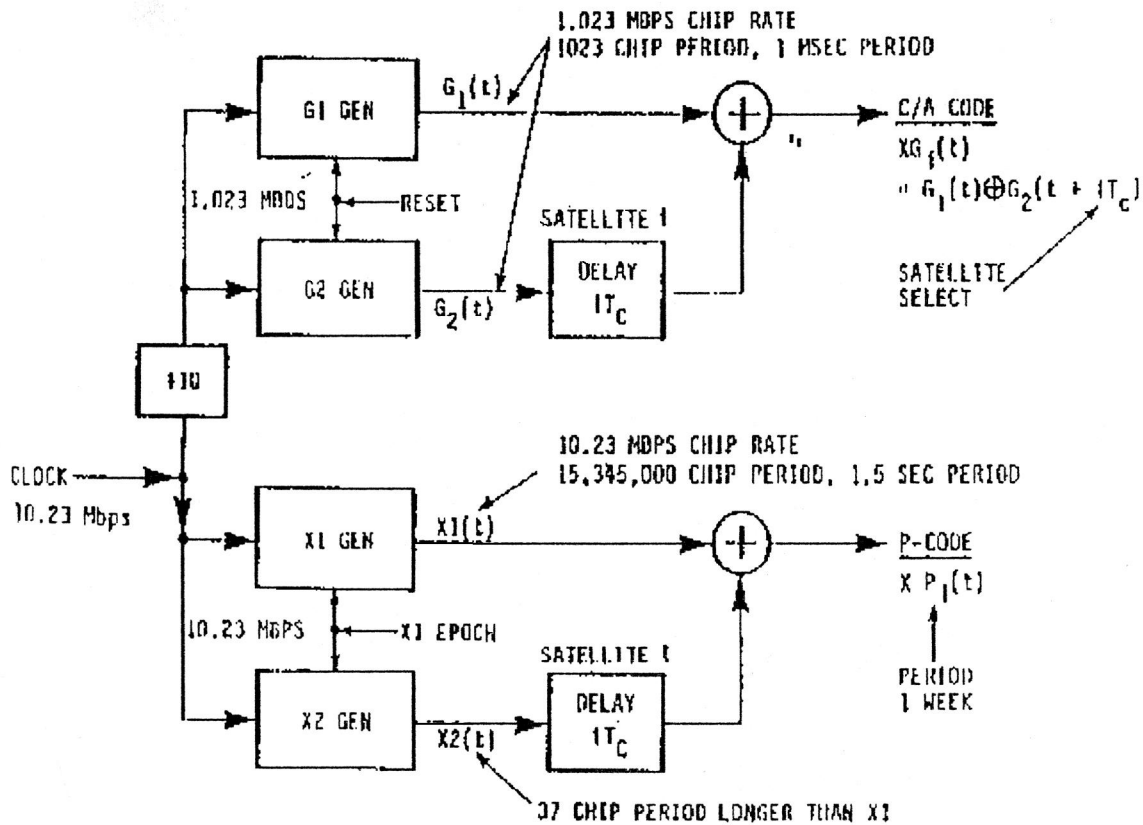 1.023 MBPS CHIP RATE
1023 CHIP PERIOD, 1 MSEC PERIOD
G1 GEN
G1(t)
C/A CODE
XGi(t)
= G1(t)⊕G2(t + iTc)
1.023 MBPS
RESET
SATELLITE i
G2 GEN
G2(t)
DELAY
iTc
SATELLITE
SELECT
÷10
CLOCK
10.23 Mbps
10.23 MBPS CHIP RATE
15,345,000 CHIP PERIOD, 1.5 SEC PERIOD
X1 GEN
X1(t)
P-CODE
X Pi(t)
10.23 MBPS
X1 EPOCH
SATELLITE i
X2 GEN
X2(t)
DELAY
iTc
PERIOD
1 WEEK
37 CHIP PERIOD LONGER THAN X1